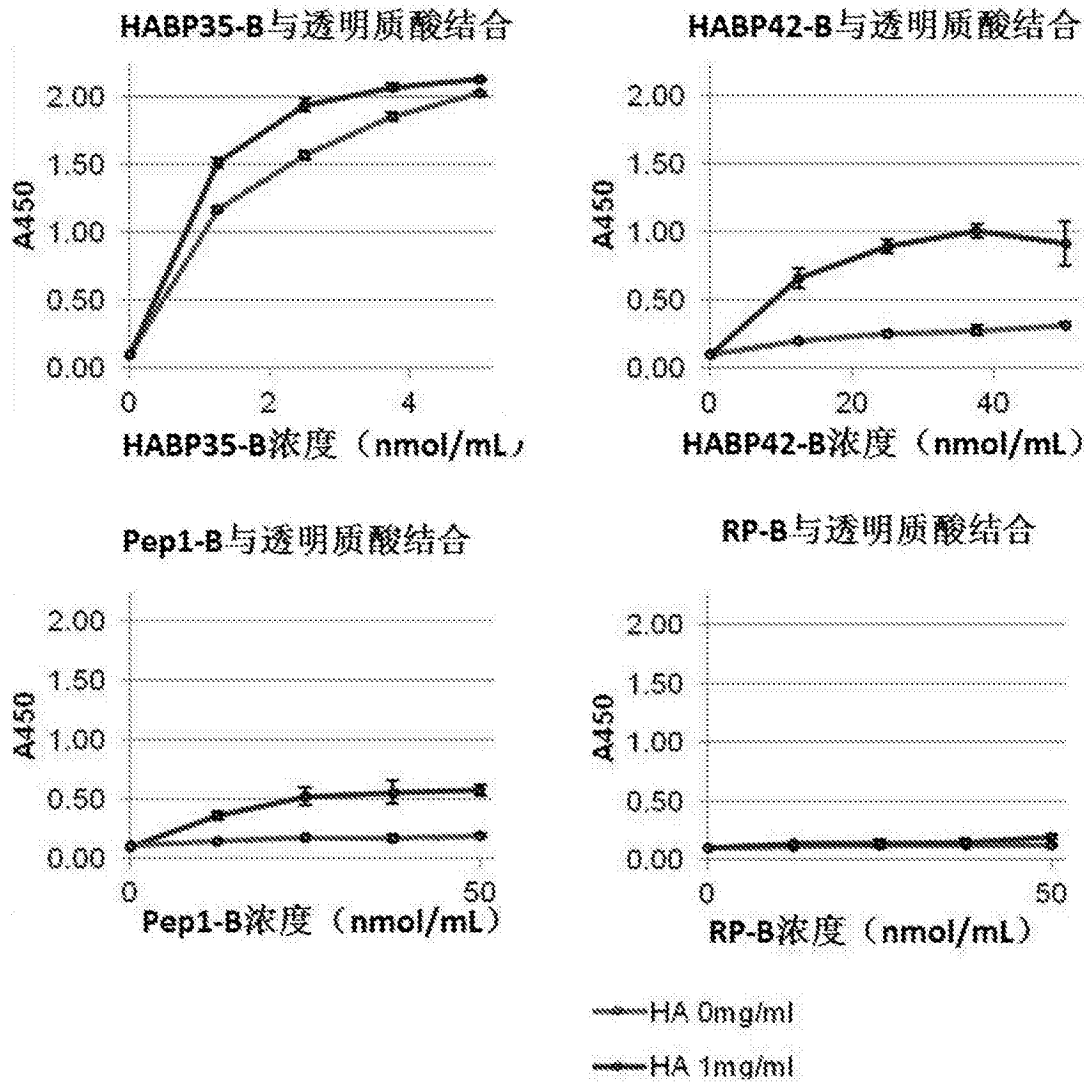 HABP35-B与透明质酸结合
2.00
1.50
1.00
0.50
0.00
A450
0 2 4
HABP35-B浓度（nmol/mL）
HABP42-B与透明质酸结合
2.00
1.50
1.00
0.50
0.00
A450
0 20 40
HABP42-B浓度（nmol/mL）
Pep1-B与透明质酸结合
2.00
1.50
1.00
0.50
0.00
A450
0 50
Pep1-B浓度（nmol/mL）
RP-B与透明质酸结合
2.00
1.50
1.00
0.50
0.00
A450
0 50
RP-B浓度（nmol/mL）
HA 0mg/ml
HA 1mg/ml